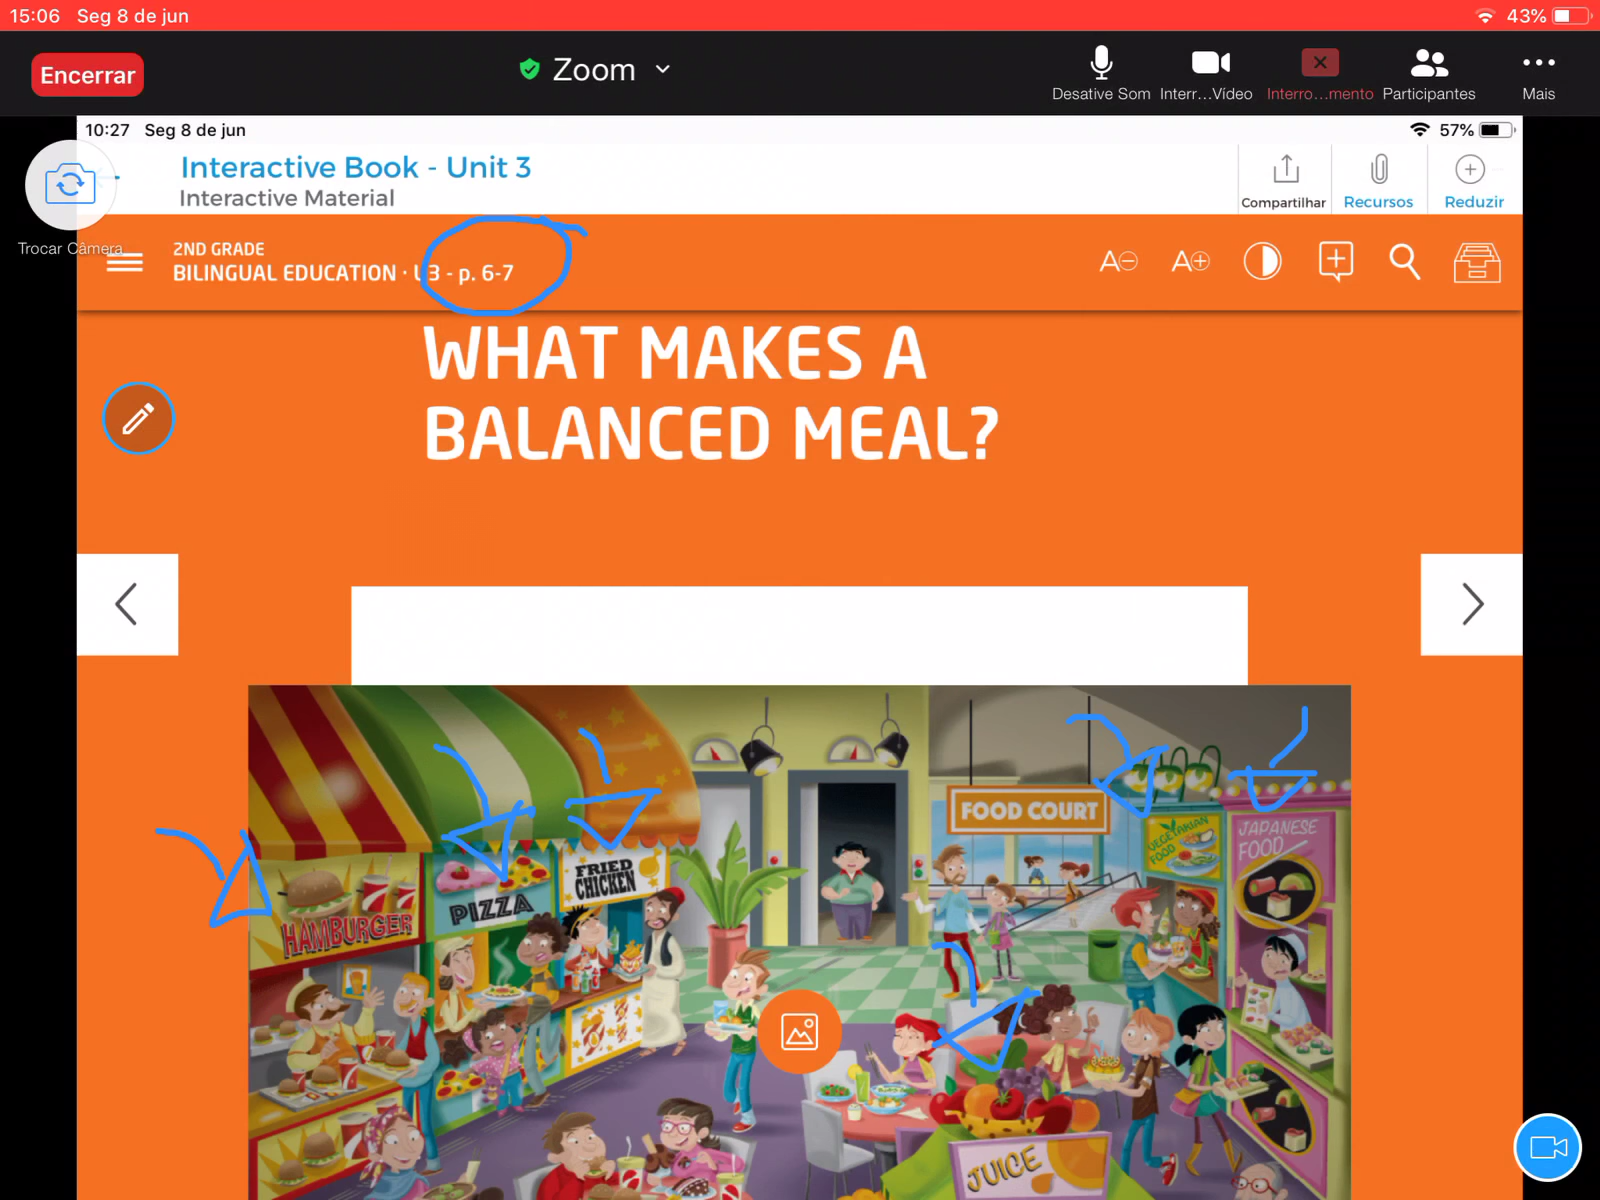 15:06 Seg 8 de jun
43%
Encerrar
Zoom
Desative Som
Interr...Vídeo
Interro...mento
Participantes
Mais
10:27 Seg 8 de jun
57%
Interactive Book - Unit 3
Interactive Material
Compartilhar
Recursos
Reduzir
Trocar Câmera
2ND GRADE
BILINGUAL EDUCATION · U3 - p. 6-7
A
A
WHAT MAKES A
BALANCED MEAL?
FOOD COURT
VEGETARIAN
FOOD
JAPANESE
FOOD
FRIED
CHICKEN
PIZZA
HAMBURGER
JUICE